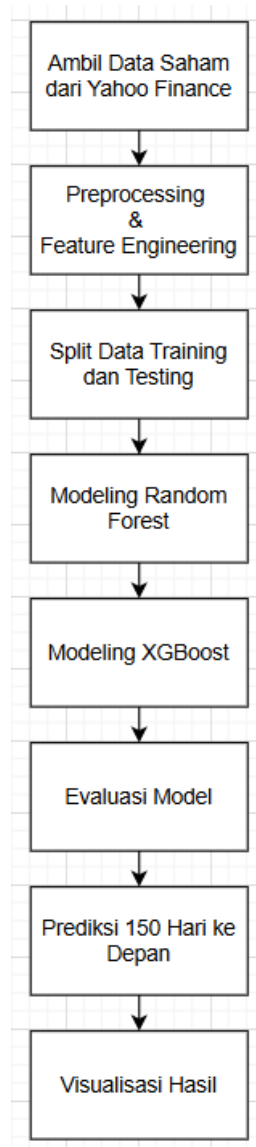 Ambil Data Saham
dari Yahoo Finance
Preprocessing
&
Feature Engineering
Split Data Training
dan Testing
Modeling Random
Forest
Modeling XGBoost
Evaluasi Model
Prediksi 150 Hari ke
Depan
Visualisasi Hasil